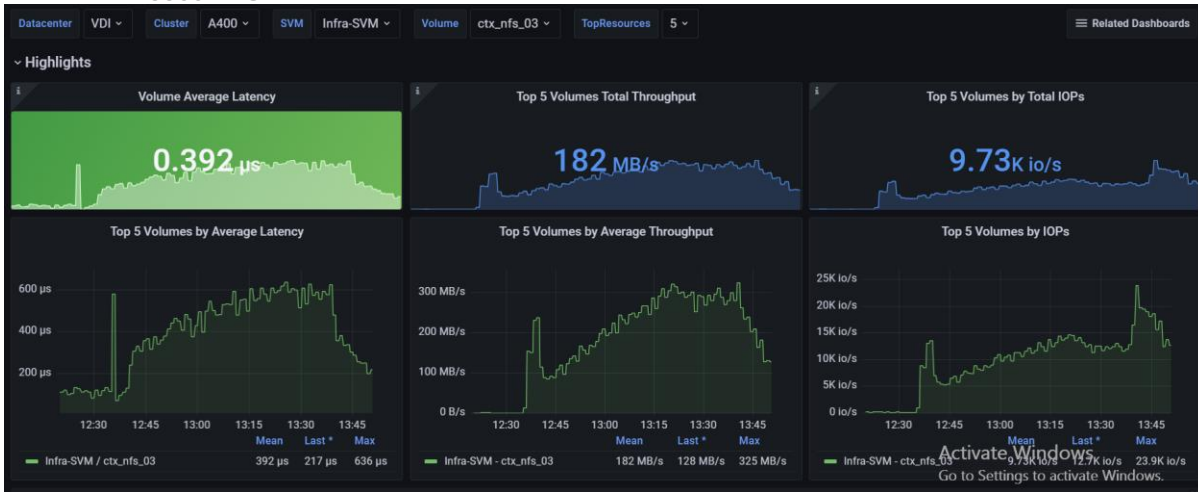 Datacenter VDI Cluster A400 SVM Infra-SVM Volume ctx_nfs_03 TopResources 5 Related Dashboards
Highlights
Volume Average Latency
0.392 µs
Top 5 Volumes Total Throughput
182 MB/s
Top 5 Volumes by Total IOPs
9.73K io/s
Top 5 Volumes by Average Latency
600 µs
400 µs
200 µs
12:30 12:45 13:00 13:15 13:30 13:45
Mean Last * Max
Infra-SVM / ctx_nfs_03 392 µs 217 µs 636 µs
Top 5 Volumes by Average Throughput
300 MB/s
200 MB/s
100 MB/s
0 B/s
12:30 12:45 13:00 13:15 13:30 13:45
Mean Last * Max
Infra-SVM - ctx_nfs_03 182 MB/s 128 MB/s 325 MB/s
Top 5 Volumes by IOPs
25K io/s
20K io/s
15K io/s
10K io/s
5K io/s
0 io/s
12:30 12:45 13:00 13:15 13:30 13:45
Mean Last * Max
Infra-SVM - ctx_nfs_03 9.73K io/s 12.7K io/s 23.9K io/s
Activate Windows
Go to Settings to activate Windows.